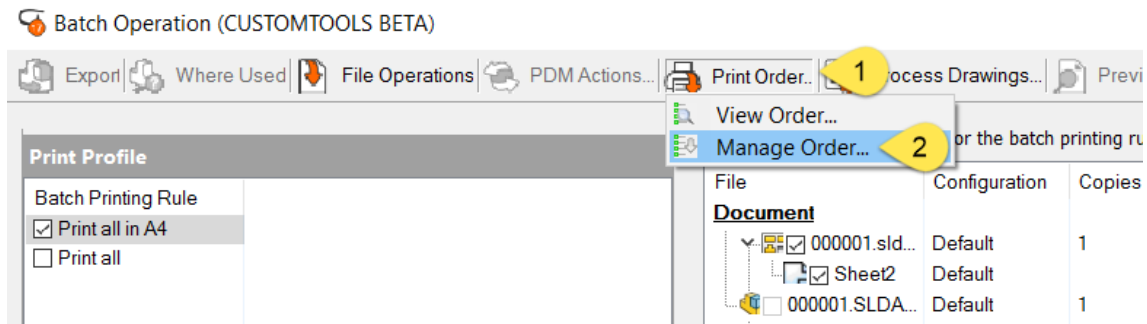 Batch Operation (CUSTOMTOOLS BETA)
Export Where Used File Operations PDM Actions... Print Order.. 1 ocess Drawings... Previ
View Order...
Manage Order... 2 or the batch printing ru
Print Profile
Batch Printing Rule
Print all in A4
Print all
File Configuration Copies
Document
000001.sld... Default 1
Sheet2 Default
000001.SLDA... Default 1